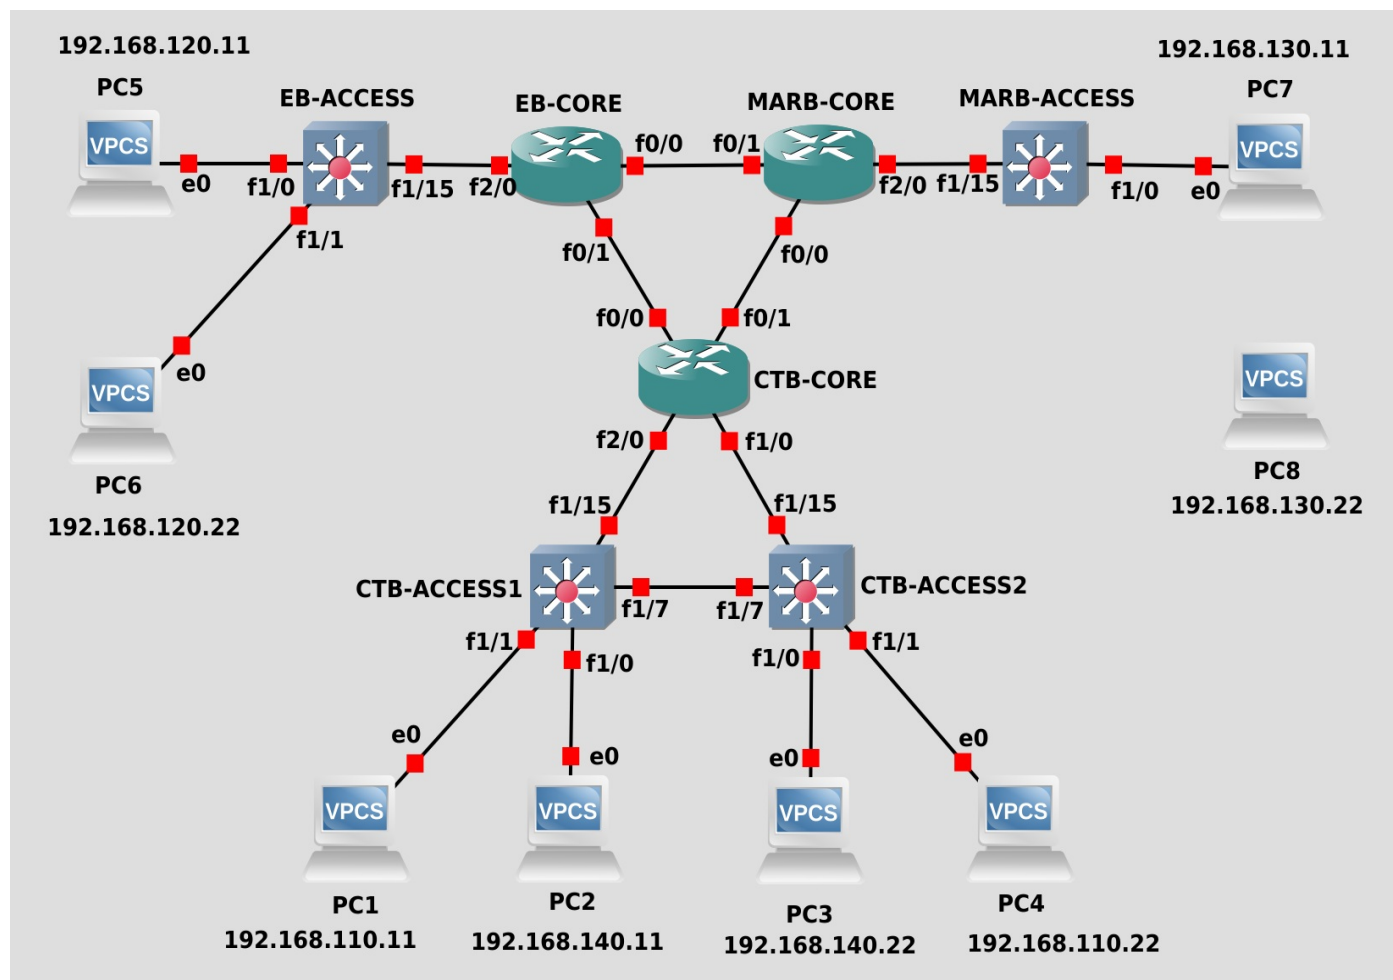 192.168.120.11
PC5
VPCS
e0
f1/0
EB-ACCESS
f1/15
f1/1
f2/0
EB-CORE
f0/0
f0/1
f0/1
MARB-CORE
f2/0
f0/0
f1/15
MARB-ACCESS
f1/0
e0
192.168.130.11
PC7
VPCS
e0
VPCS
PC6
192.168.120.22
f0/0
f0/1
CTB-CORE
f2/0
f1/0
VPCS
PC8
192.168.130.22
f1/15
f1/15
CTB-ACCESS1
f1/7
f1/7
CTB-ACCESS2
f1/1
f1/0
f1/0
f1/1
e0
e0
e0
e0
VPCS
VPCS
VPCS
VPCS
PC1
192.168.110.11
PC2
192.168.140.11
PC3
192.168.140.22
PC4
192.168.110.22